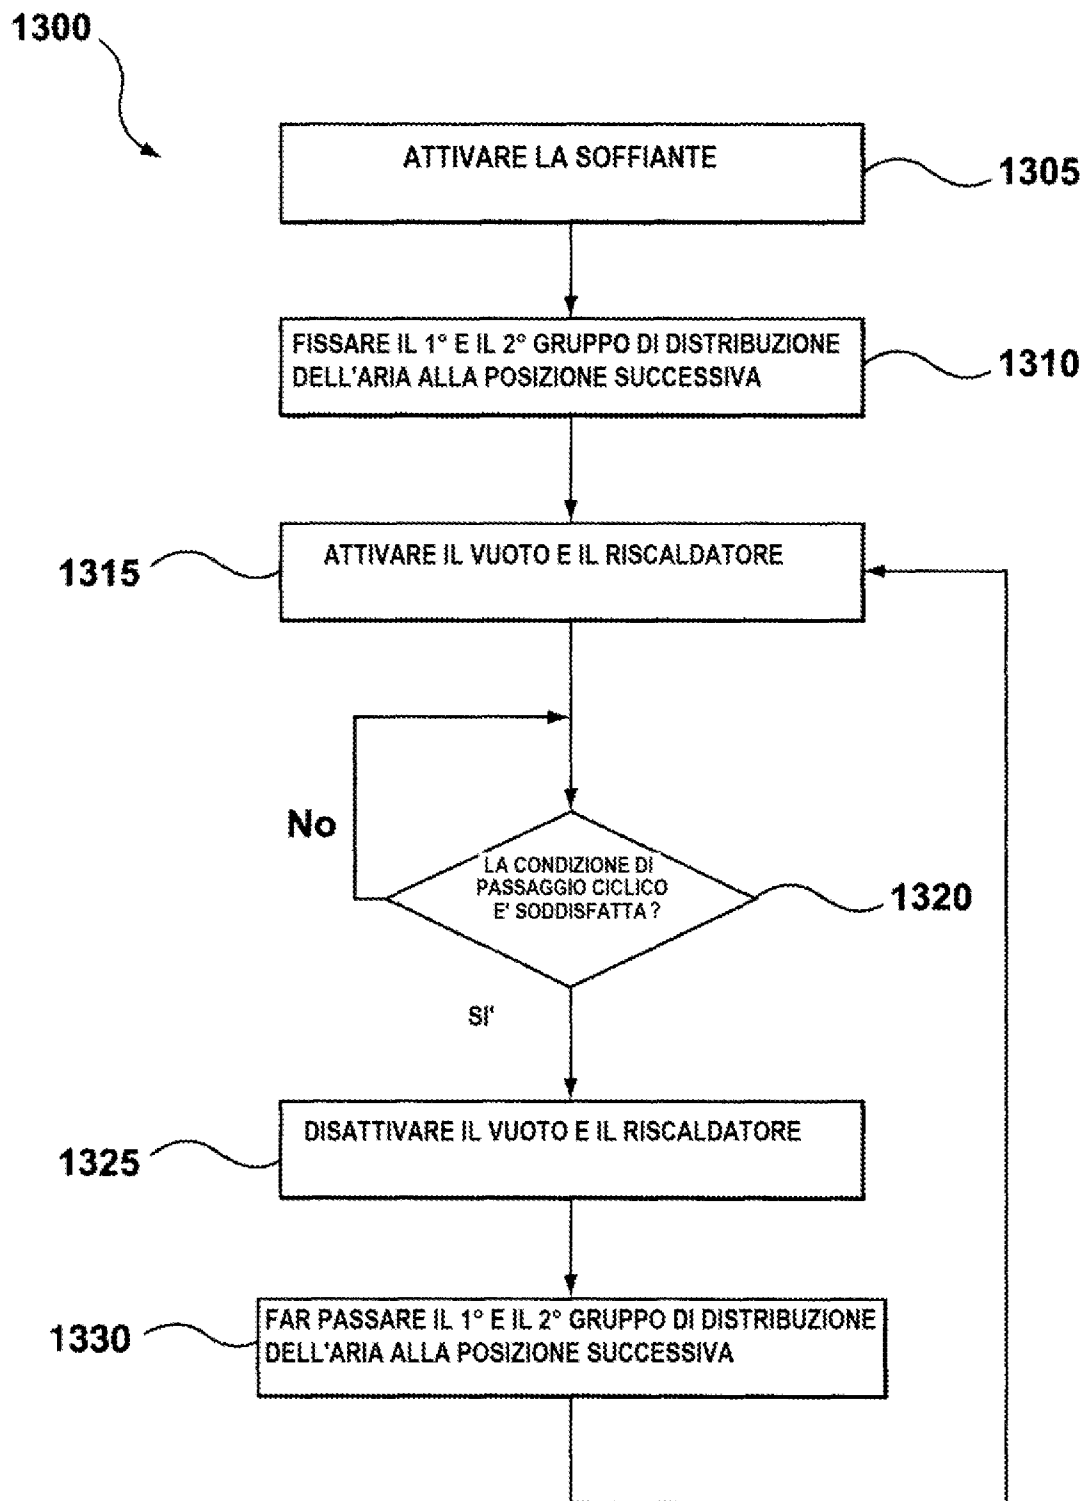 1300
ATTIVARE LA SOFFIANTE
1305
FISSARE IL 1° E IL 2° GRUPPO DI DISTRIBUZIONE
DELL'ARIA ALLA POSIZIONE SUCCESSIVA
1310
ATTIVARE IL VUOTO E IL RISCALDATORE
1315
No
LA CONDIZIONE DI
PASSAGGIO CICLICO
E' SODDISFATTA?
1320
SI'
DISATTIVARE IL VUOTO E IL RISCALDATORE
1325
FAR PASSARE IL 1° E IL 2° GRUPPO DI DISTRIBUZIONE
DELL'ARIA ALLA POSIZIONE SUCCESSIVA
1330